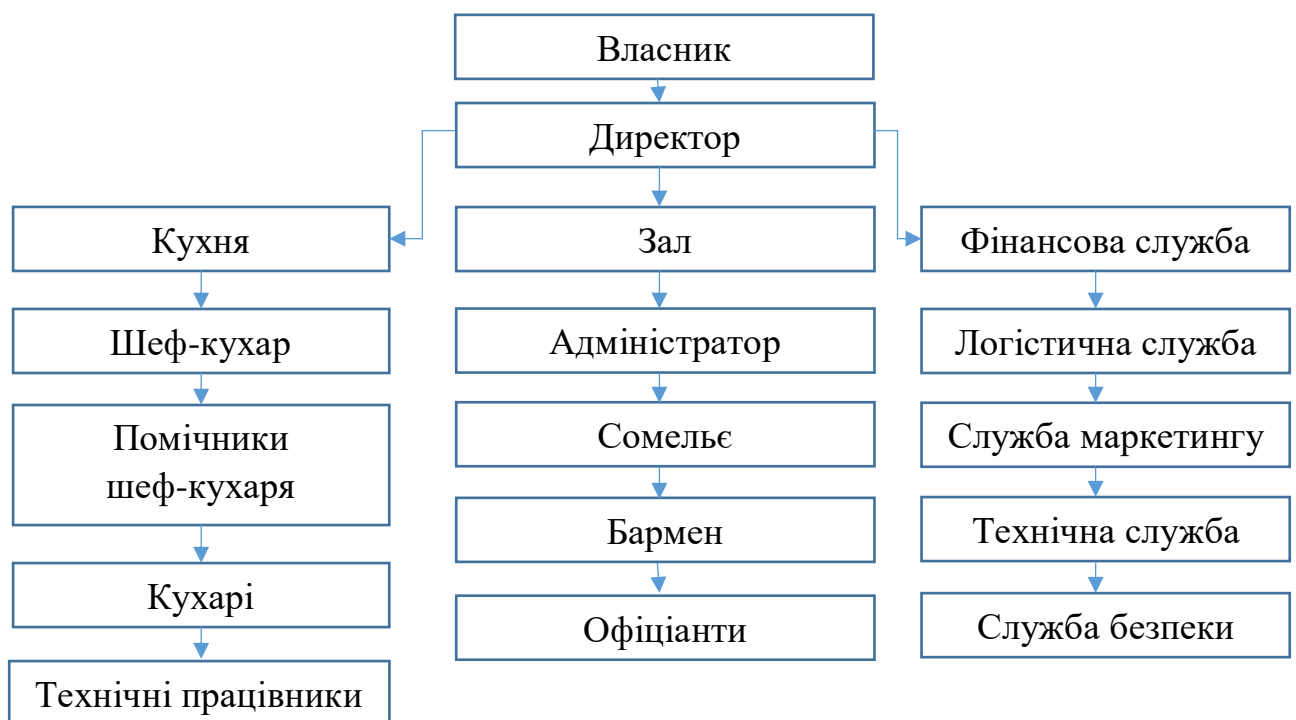 Власник
Директор
Кухня
Зал
Фінансова служба
Шеф-кухар
Адміністратор
Логістична служба
Помічники
шеф-кухаря
Сомельє
Служба маркетингу
Бармен
Технічна служба
Кухарі
Офіціанти
Служба безпеки
Технічні працівники